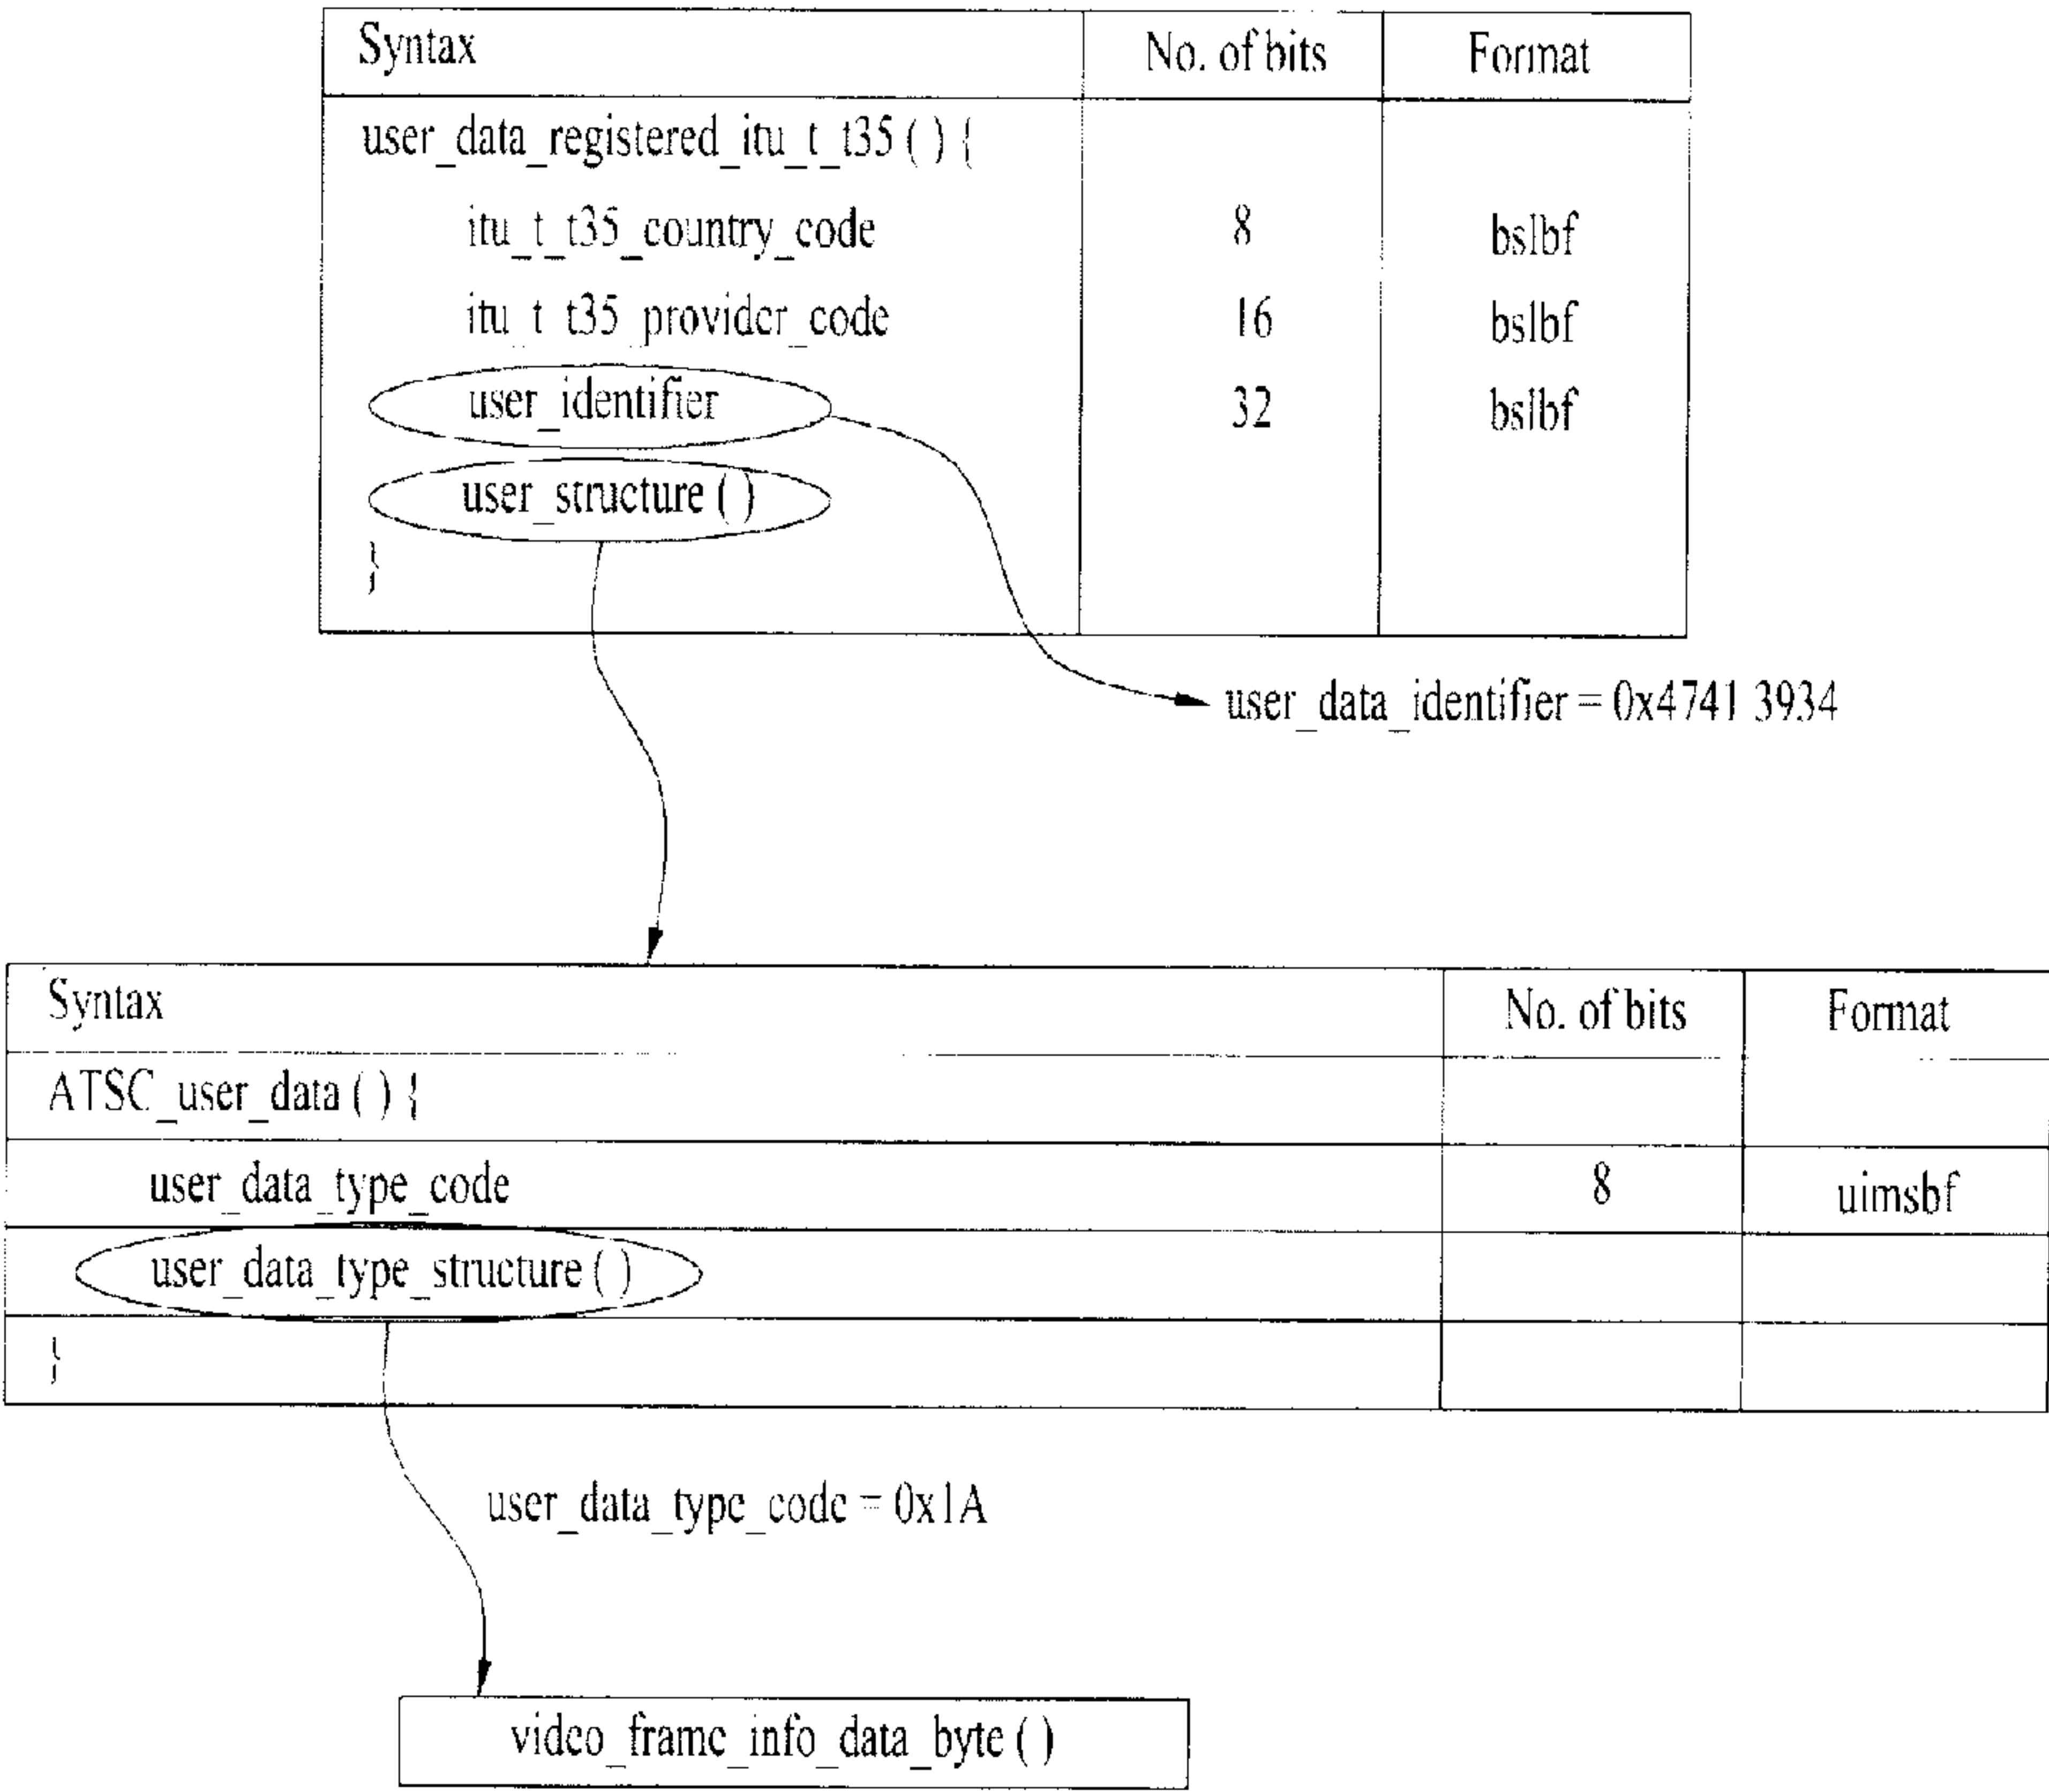 Syntax No. of bits Format
user_data_registered_itu_t_t35 ( ) {
itu_t_t35_country_code 8 bslbf
itu_t_t35_provider_code 16 bslbf
user_identifier 32 bslbf
user_structure ( )
}
user_data_identifier = 0x4741 3934
Syntax No. of bits Format
ATSC_user_data ( ) {
user_data_type_code 8 uimsbf
user_data_type_structure ( )
}
user_data_type_code = 0x1A
video_frame_info_data_byte ( )